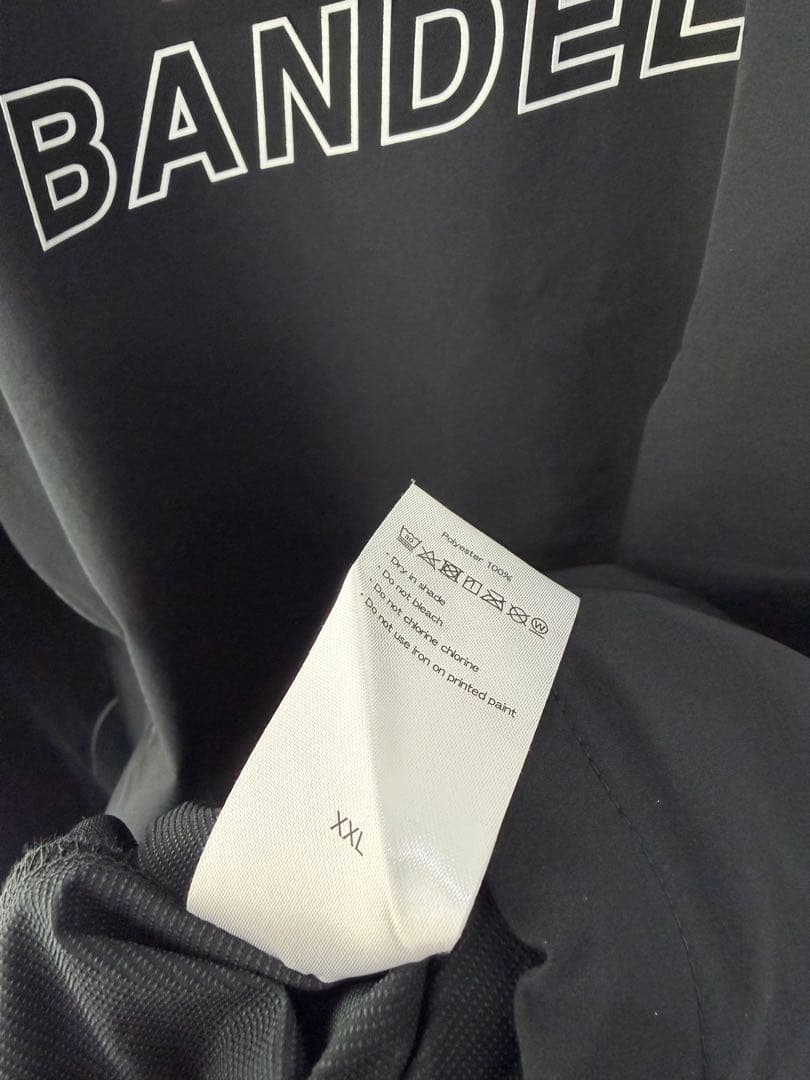 BANDEL
Polyester 100%
30
W
· Dry in shade
· Do not bleach
· Do not chlorine chlorine
· Do not use iron on printed paint
XXL